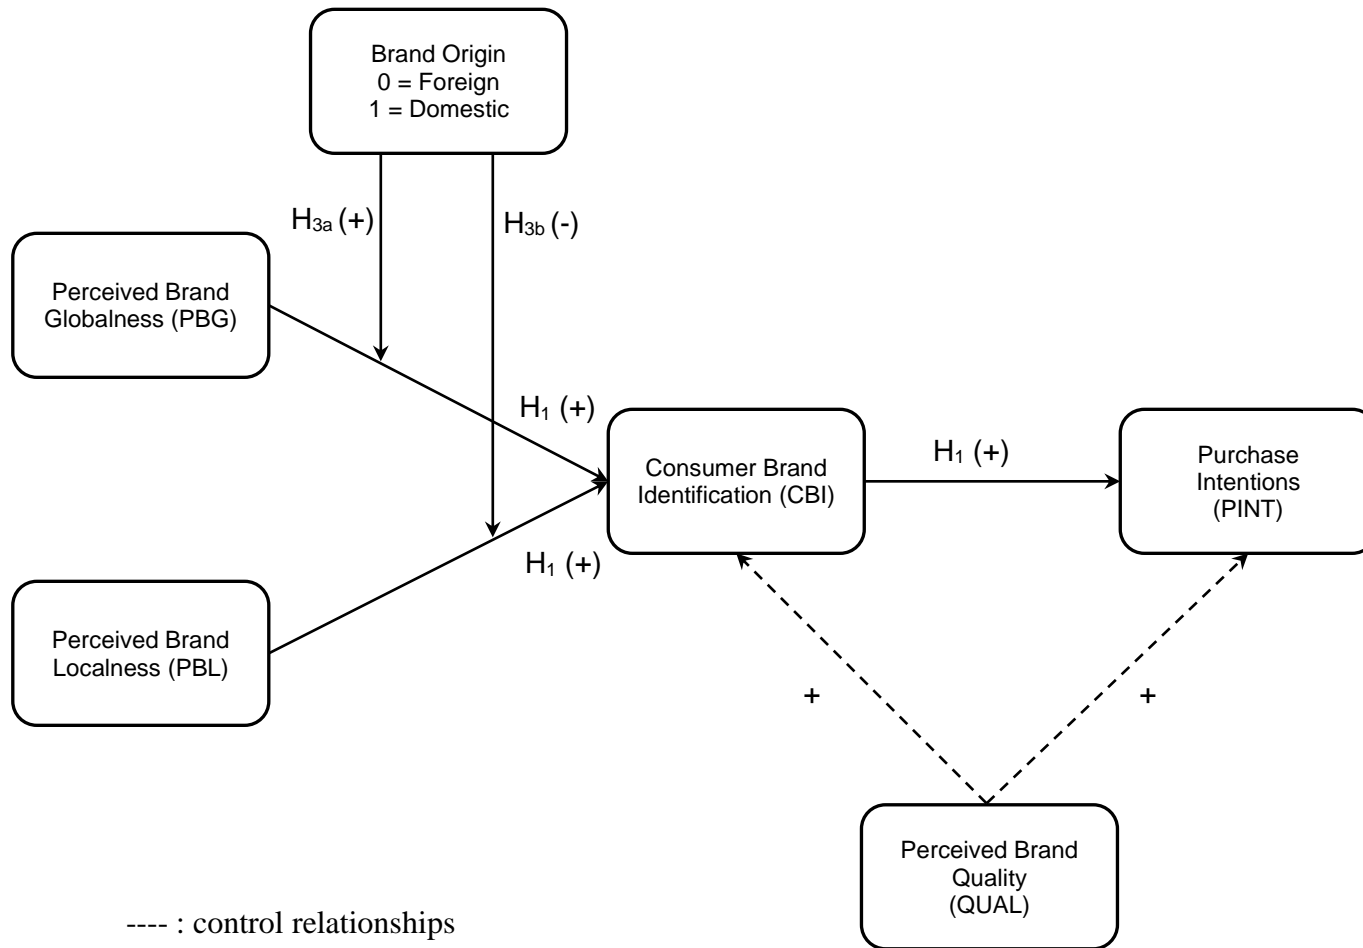 Brand Origin
0 = Foreign
1 = Domestic
H3a (+)
H3b (-)
Perceived Brand
Globalness (PBG)
H1 (+)
Consumer Brand
Identification (CBI)
H1 (+)
Purchase
Intentions
(PINT)
H1 (+)
Perceived Brand
Localness (PBL)
+
+
Perceived Brand
Quality
(QUAL)
---- : control relationships